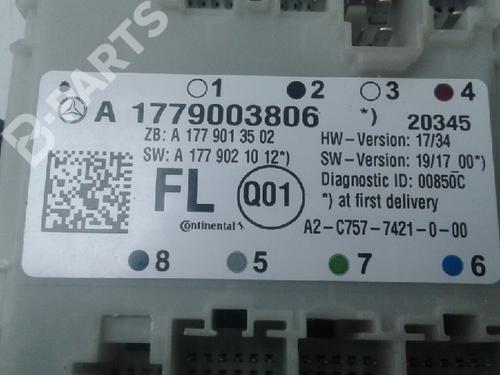 B-PARTS
* 1 2 3 4
A 1779003806 *) 20345
ZB: A 177 901 35 02 HW-Version: 17/34
SW: A 177 902 10 12*) SW-Version: 19/17 00*)
Diagnostic ID: 00850C
FL Q01 *) at first delivery
Continental A2-C757-7421-0-00
8 5 7 6